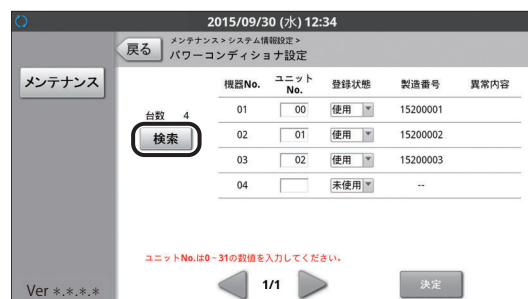 2015/09/30 (水) 12:34
戻る
メンテナンス > システム情報設定 >
パワーコンディショナ設定
メンテナンス
機器No. ユニットNo. 登録状態 製造番号 異常内容
台数 4
検索
01 00 使用 15200001
02 01 使用 15200002
03 02 使用 15200003
04 未使用 --
ユニットNo.は0~31の数値を入力してください。
1/1
決定
Ver *.*.*.*